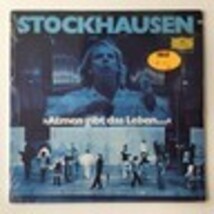 STOCKHAUSEN
»Atmen gibt das Leben...«